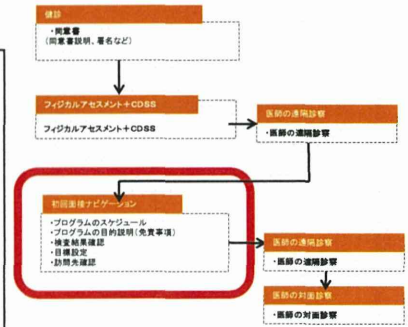 健診
・同意書
(同意書説明、署名など)
フィジカルアセスメント+CDSS
フィジカルアセスメント+CDSS
医師の遠隔診察
・医師の遠隔診察
初回面接ナビゲーション
・プログラムのスケジュール
・プログラムの目的説明(免責事項)
・検査結果確認
・目標設定
・訪問先確認
医師の遠隔診察
・医師の遠隔診察
医師の対面診察
・医師の対面診察